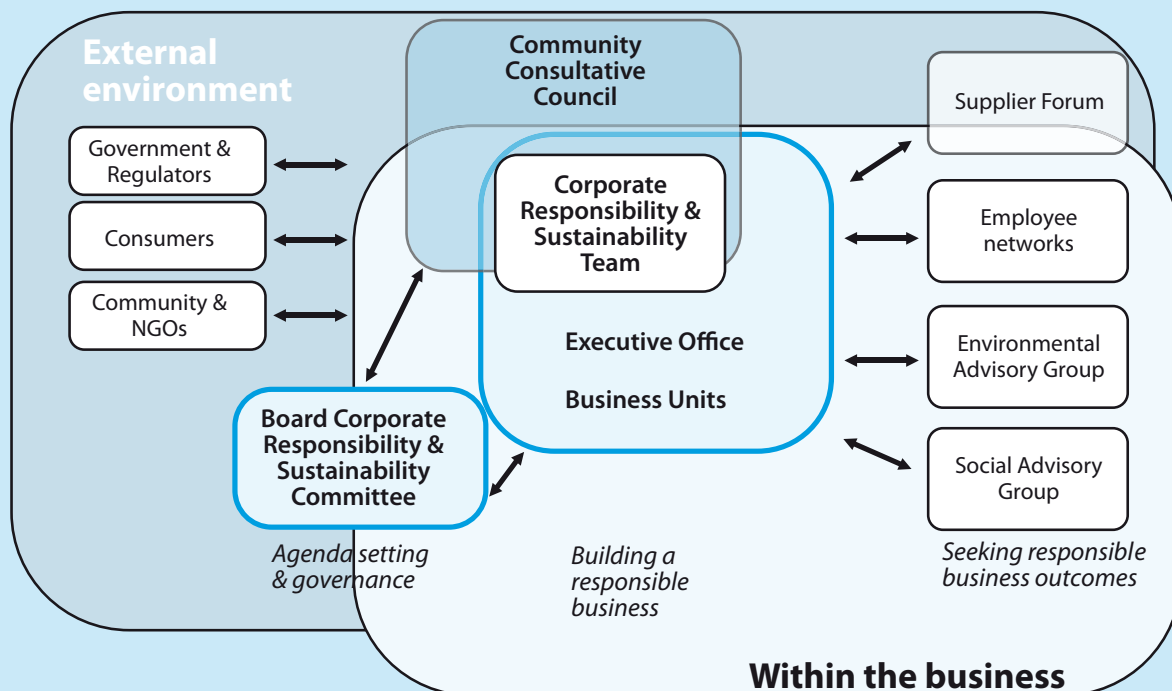 External
environment
Community
Consultative
Council
Supplier Forum
Government &
Regulators
Consumers
Community &
NGOs
Corporate
Responsibility &
Sustainability
Team
Executive Office
Business Units
Employee
networks
Environmental
Advisory Group
Social Advisory
Group
Board Corporate
Responsibility &
Sustainability
Committee
Agenda setting
& governance
Building a
responsible
business
Seeking responsible
business outcomes
Within the business